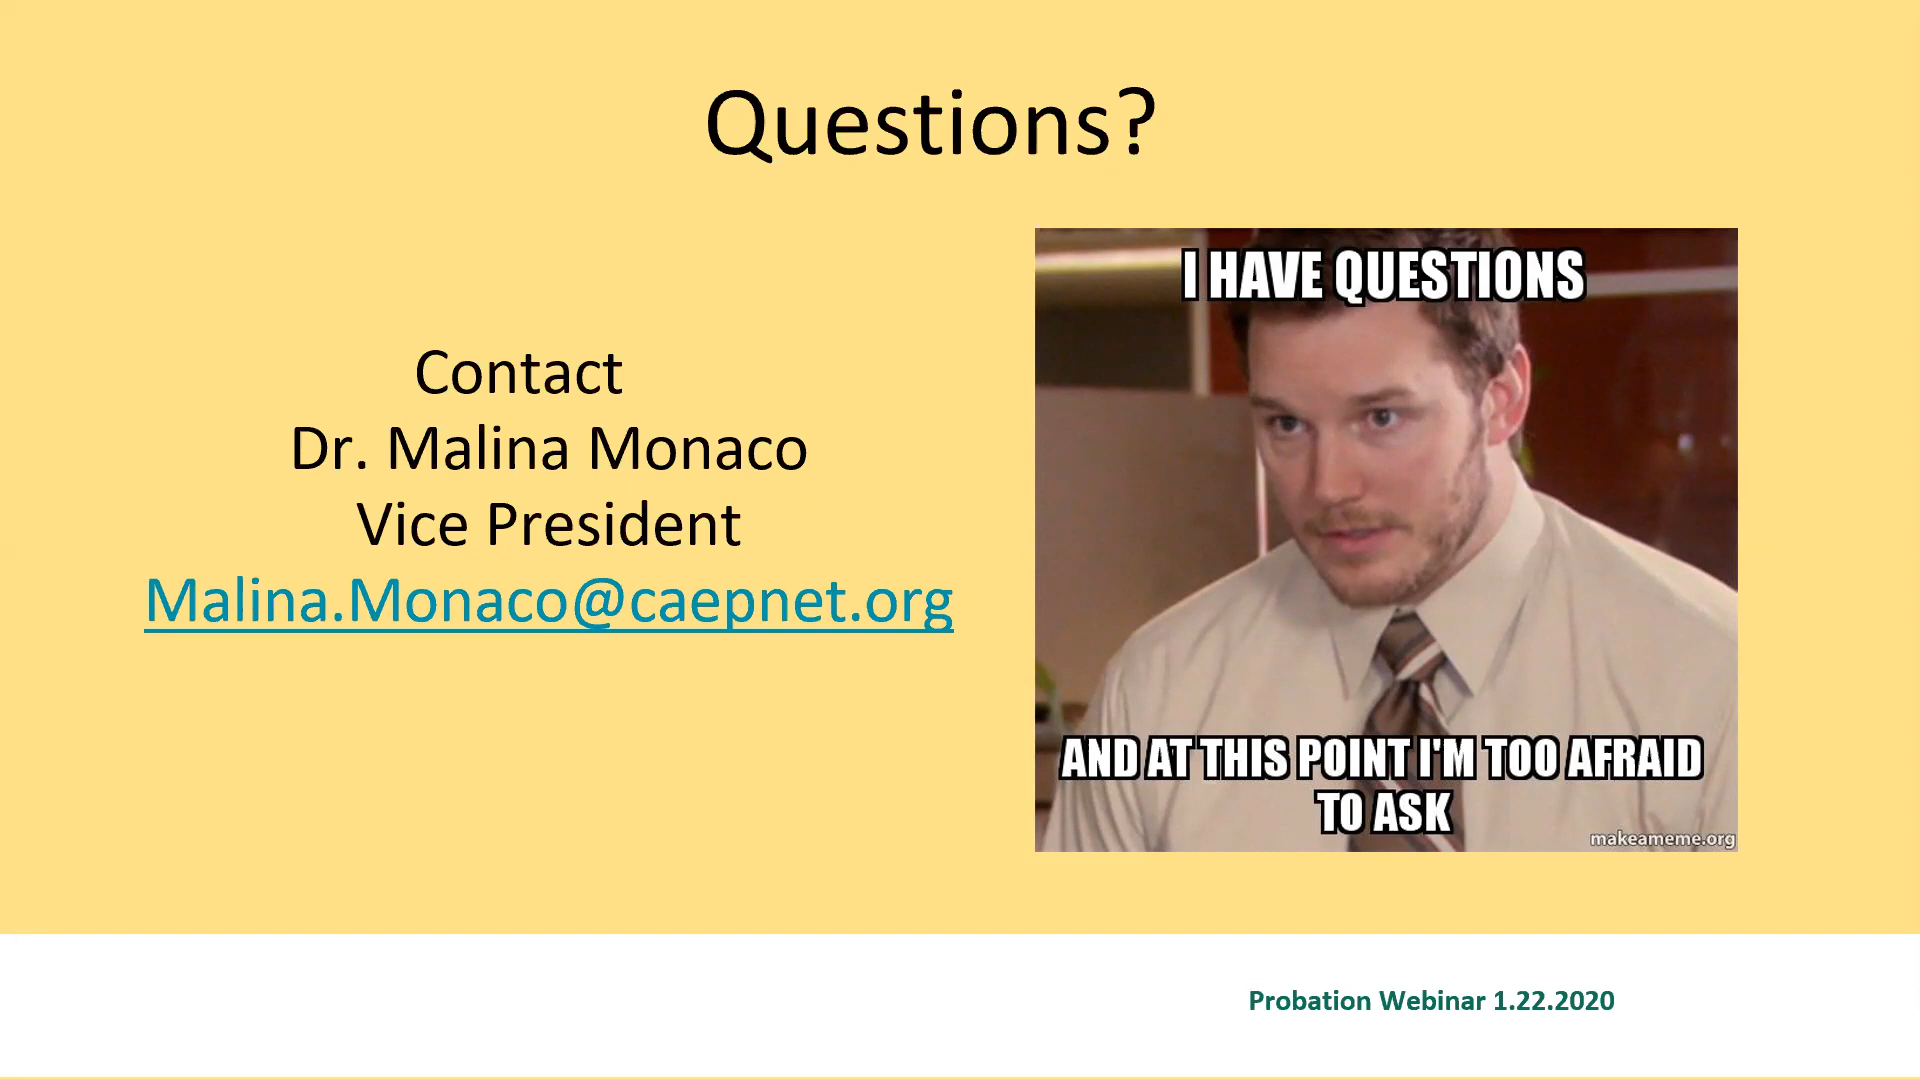 Questions?
Contact
Dr. Malina Monaco
Vice President
Malina.Monaco@caepnet.org
I HAVE QUESTIONS
AND AT THIS POINT I'M TOO AFRAID
TO ASK
makeameme.org
Probation Webinar 1.22.2020